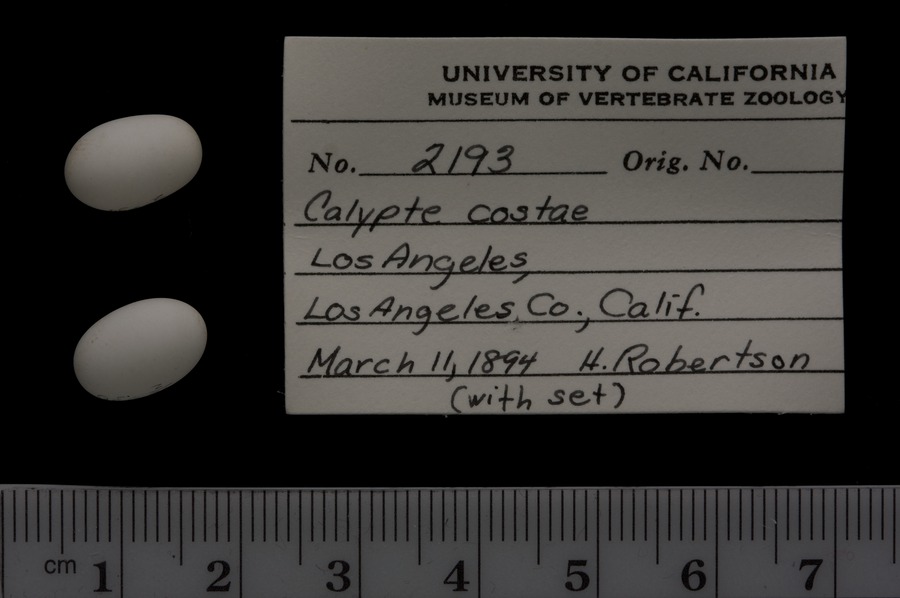 UNIVERSITY OF CALIFORNIA
MUSEUM OF VERTEBRATE ZOOLOGY
No. 2193 Orig. No.
Calypte costae
Los Angeles,
Los Angeles Co., Calif.
March 11, 1894 H. Robertson
(with set)
cm 1 2 3 4 5 6 7